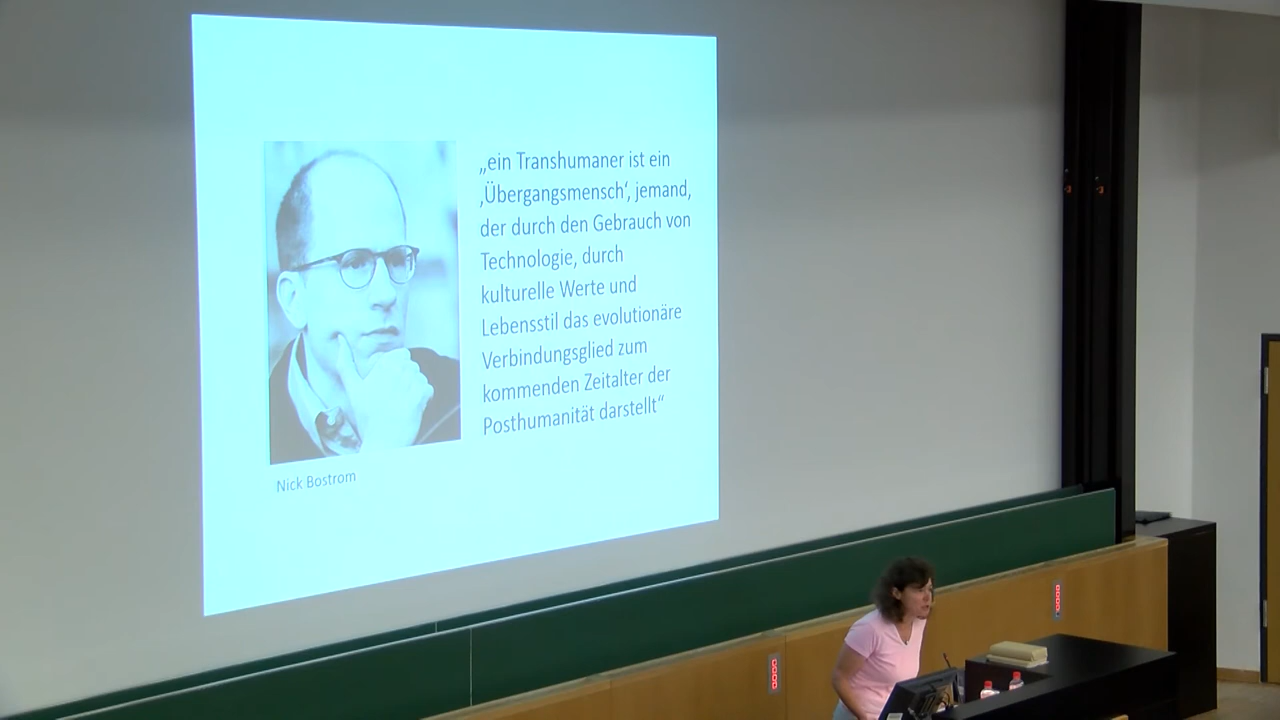 „ein Transhumaner ist ein
‚Übergangsmensch‘, jemand,
der durch den Gebrauch von
Technologie, durch
kulturelle Werte und
Lebensstil das evolutionäre
Verbindungsglied zum
kommenden Zeitalter der
Posthumanität darstellt“
Nick Bostrom